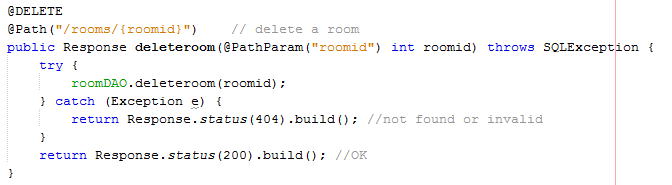 @DELETE
@Path("/rooms/{roomid}")    // delete a room
public Response deleteroom(@PathParam("roomid") int roomid) throws SQLException {
    try {
        roomDAO.deleteroom(roomid);
    } catch (Exception e) {
        return Response.status(404).build(); //not found or invalid
    }
    return Response.status(200).build(); //OK
}